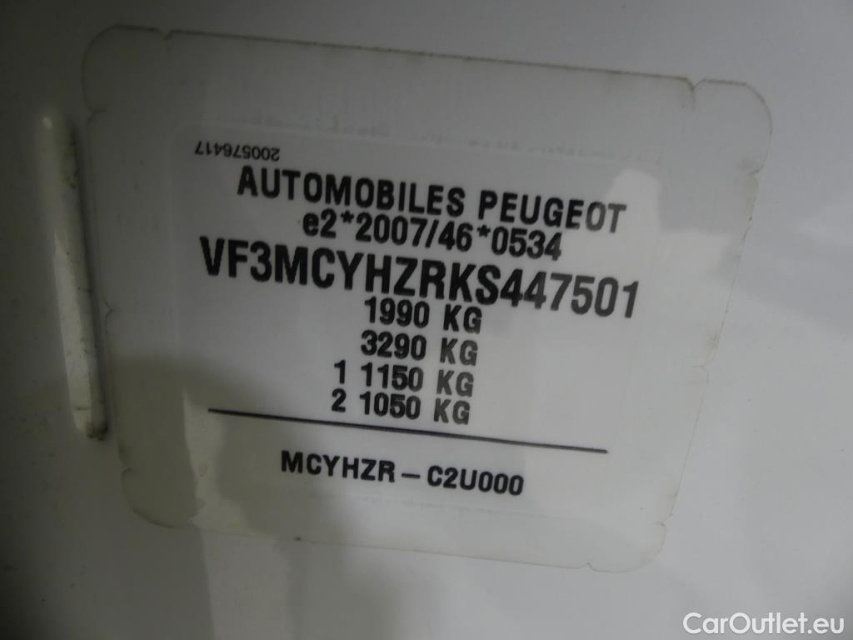 200576417
AUTOMOBILES PEUGEOT
e2*2007/46*0534
VF3MCYHZRKS447501
1990 KG
3290 KG
1 1150 KG
2 1050 KG
MCYHZR – C2U000
CarOutlet.eu